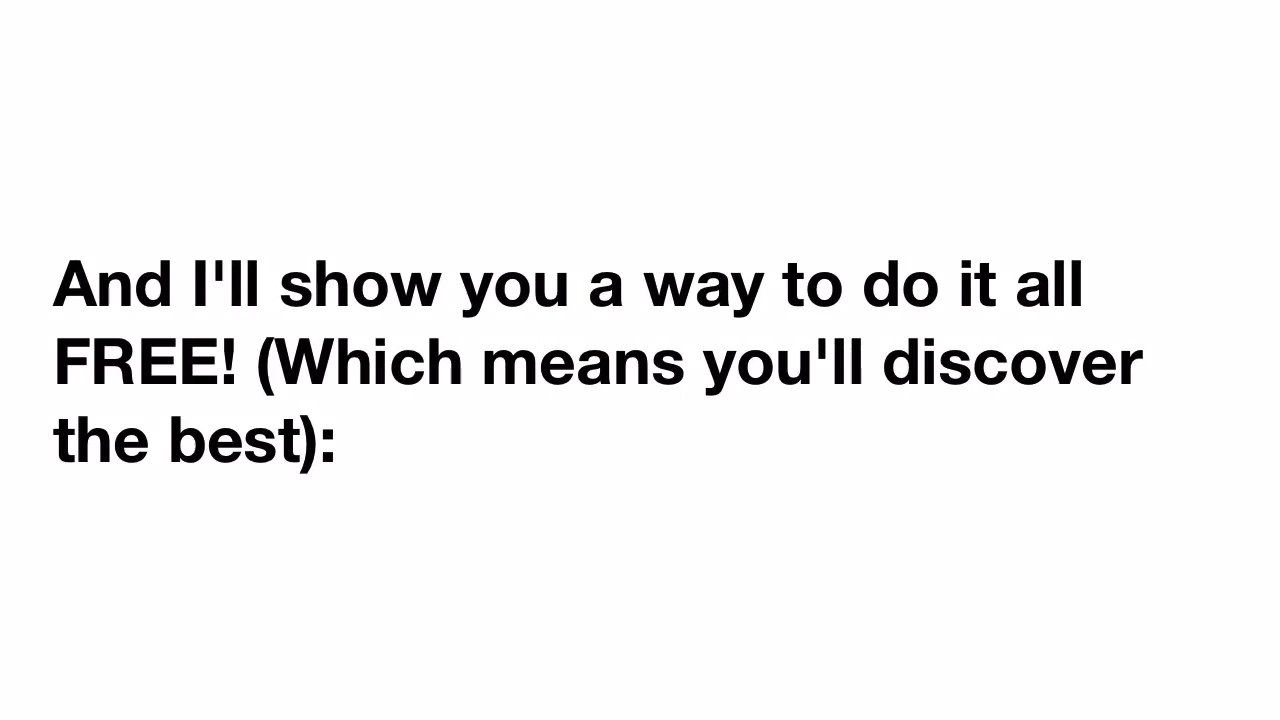 And I'll show you a way to do it all
FREE! (Which means you'll discover
the best):